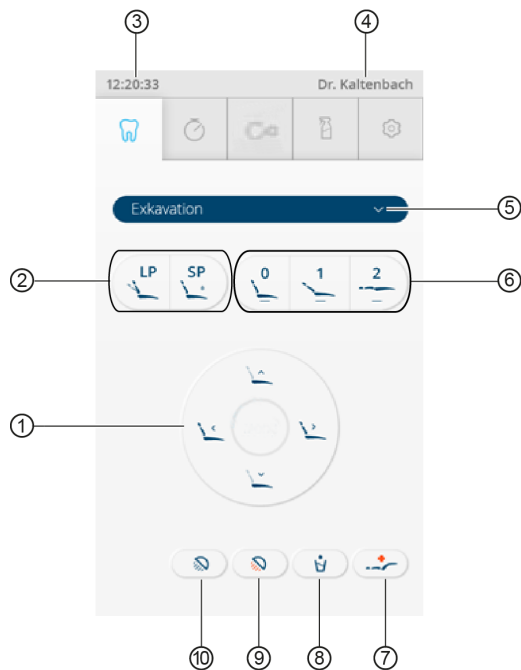 ③ ④
12:20:33 Dr. Kaltenbach
Exkavation ⑤
② LP SP 0 1 2 ⑥
①
⑩ ⑨ ⑧ ⑦